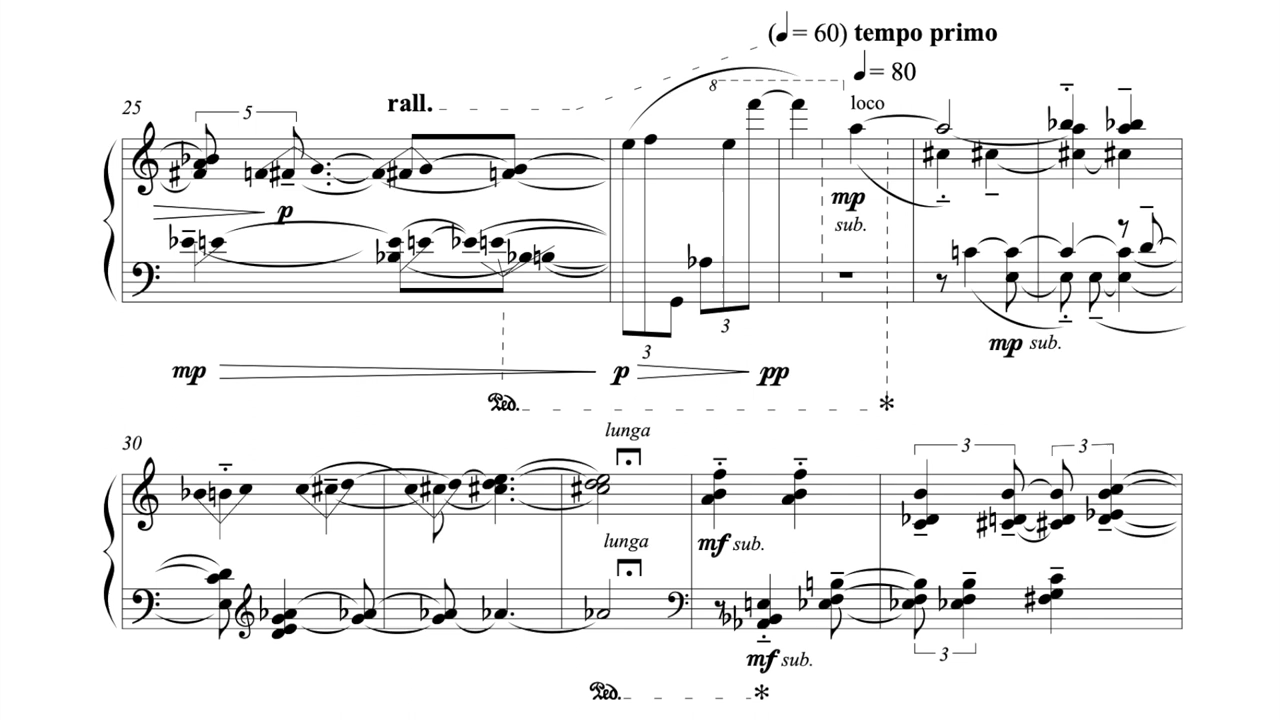 (♩= 60) tempo primo
♩= 80
25
5
rall.
8
loco
p
mp
sub.
3
mp sub.
mp
3
p
pp
Ped.
*
30
lunga
3
3
mf sub.
lunga
3
mf sub.
Ped.
*